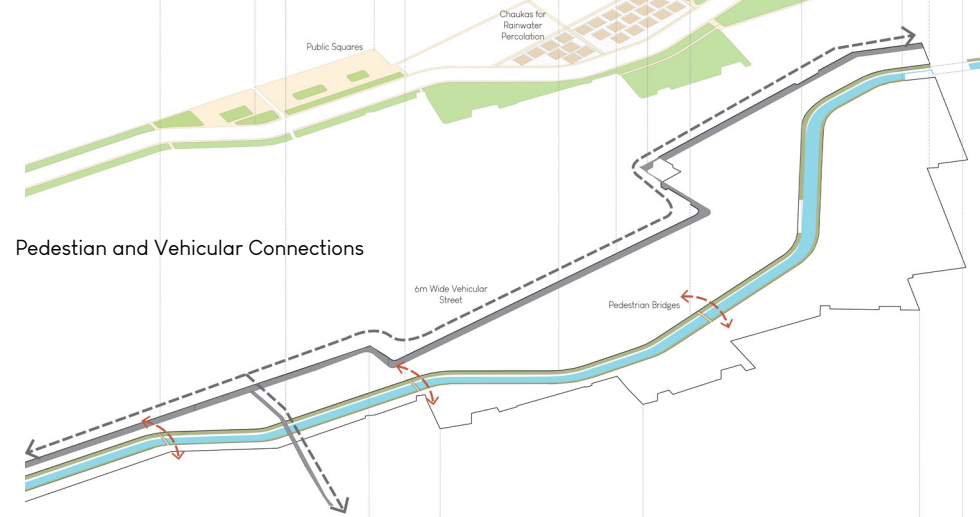 Chaukas for
Rainwater
Percolation
Public Squares
Pedestian and Vehicular Connections
6m Wide Vehicular
Street
Pedestrian Bridges